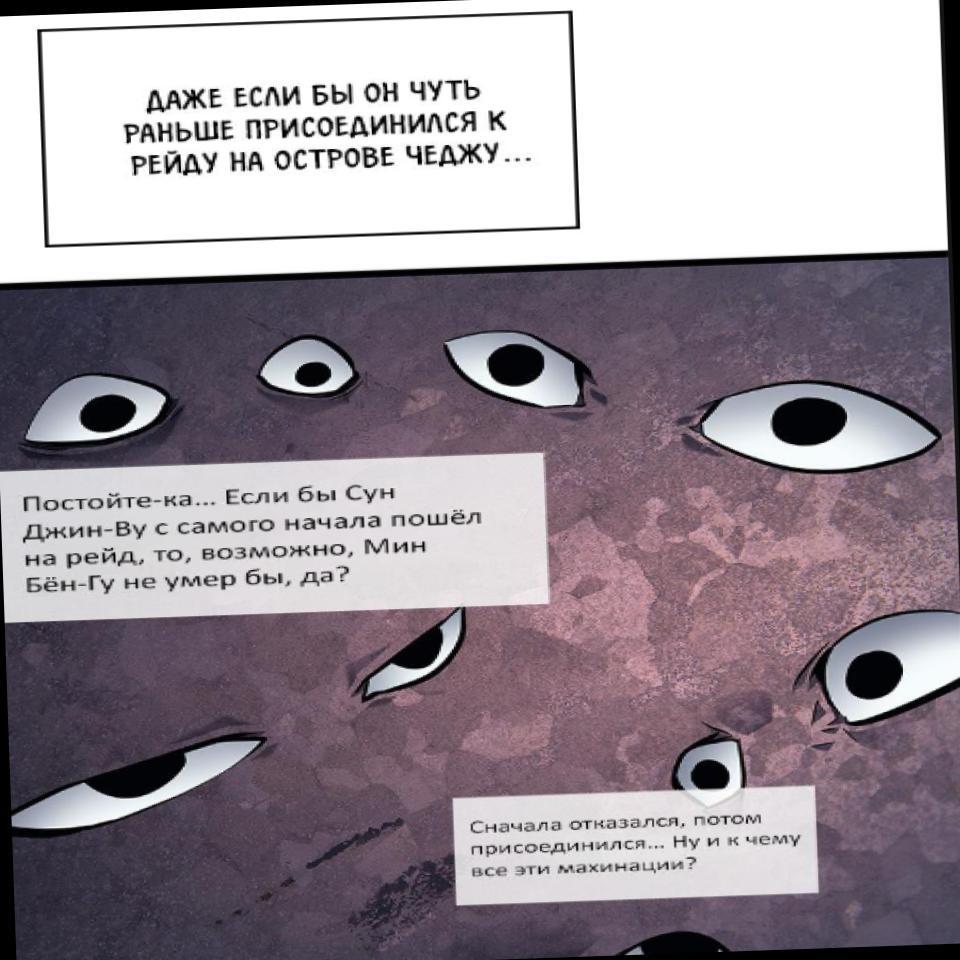 ДАЖЕ ЕСЛИ БЫ ОН ЧУТЬ
РАНЬШЕ ПРИСОЕДИНИЛСЯ К
РЕЙДУ НА ОСТРОВЕ ЧЕДЖУ...
Постойте-ка... Если бы Сун
Джин-Ву с самого начала пошёл
на рейд, то, возможно, Мин
Бён-Гу не умер бы, да?
Сначала отказался, потом
присоединился... Ну и к чему
все эти махинации?